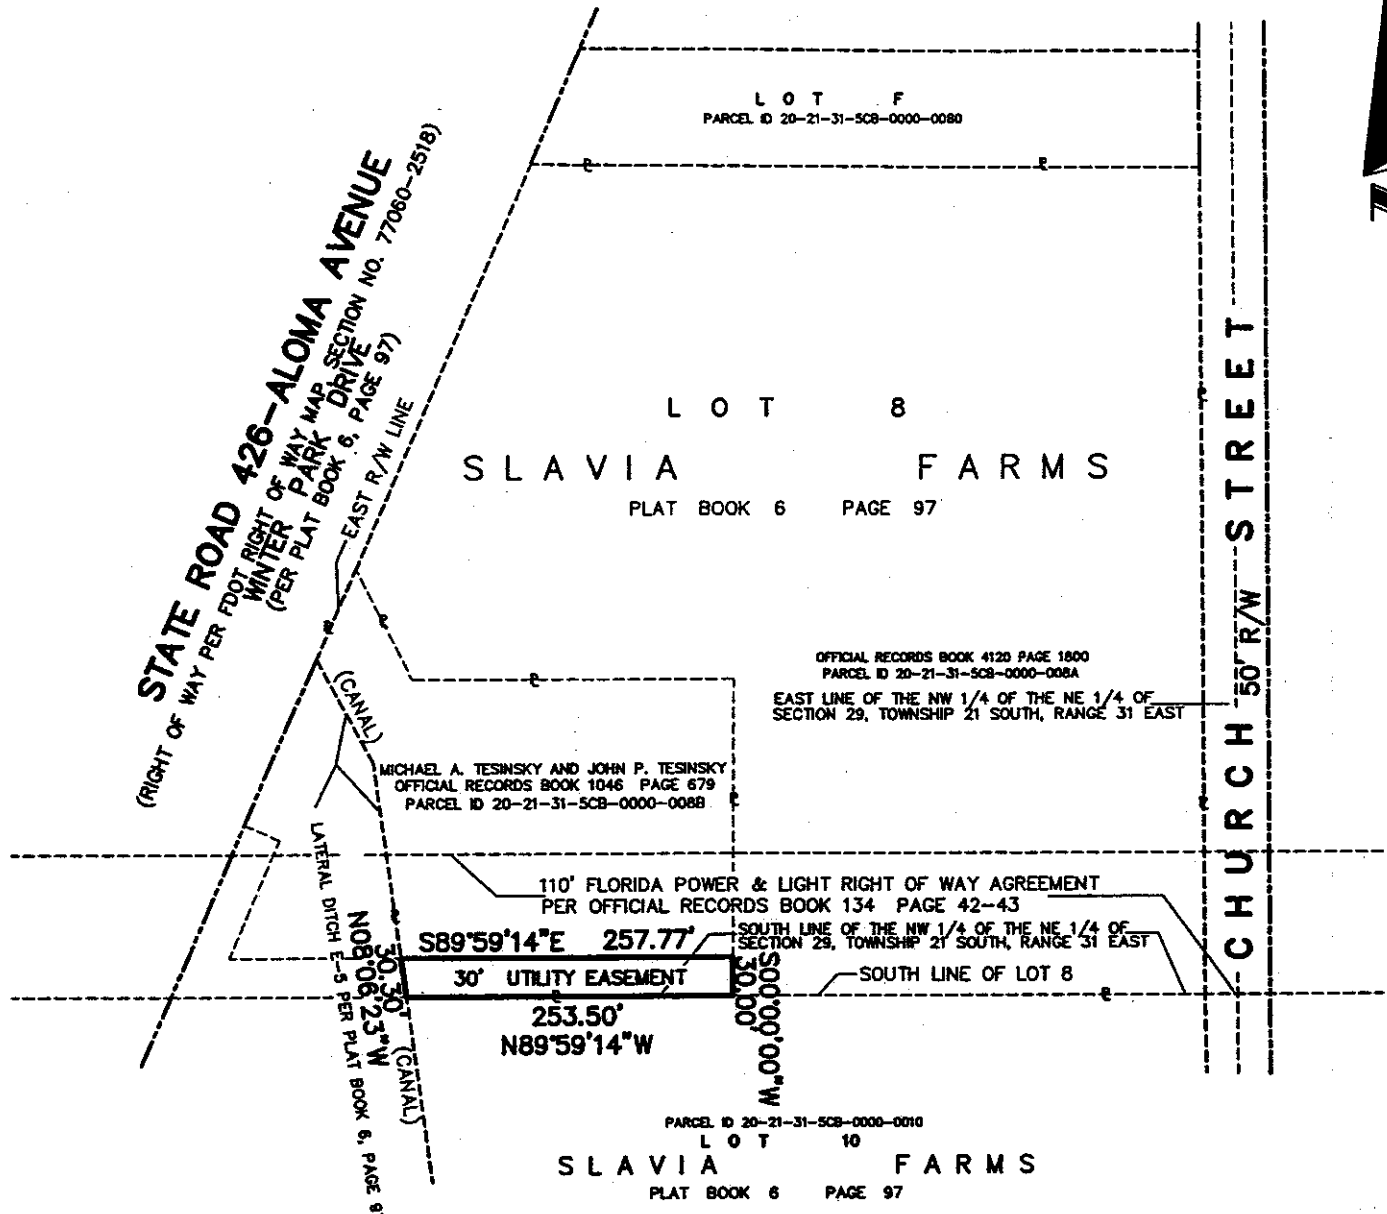 LOT F
PARCEL ID 20-21-31-5CB-0000-0080
STATE ROAD 426-ALOMA AVENUE
(RIGHT OF WAY PER FDOT RIGHT OF WAY MAP SECTION NO. 77060-2518)
WINTER PARK DRIVE
(PER PLAT BOOK 6, PAGE 97)
EAST R/W LINE
LOT 8
SLAVIA FARMS
PLAT BOOK 6 PAGE 97
CHURCH 50' R/W STREET
OFFICIAL RECORDS BOOK 4120 PAGE 1800
PARCEL ID 20-21-31-5CB-0000-008A
EAST LINE OF THE NW 1/4 OF THE NE 1/4 OF
SECTION 29, TOWNSHIP 21 SOUTH, RANGE 31 EAST
(CANAL)
MICHAEL A. TESINSKY AND JOHN P. TESINSKY
OFFICIAL RECORDS BOOK 1046 PAGE 679
PARCEL ID 20-21-31-5CB-0000-008B
LATERAL DITCH E-5 PER PLAT BOOK 6, PAGE 9
110' FLORIDA POWER & LIGHT RIGHT OF WAY AGREEMENT
PER OFFICIAL RECORDS BOOK 134 PAGE 42-43
SOUTH LINE OF THE NW 1/4 OF THE NE 1/4 OF
SECTION 29, TOWNSHIP 21 SOUTH, RANGE 31 EAST
S89°59'14"E 257.77'
30' UTILITY EASEMENT
SOUTH LINE OF LOT 8
30.30'
N08°06'23"W
253.50'
N89°59'14"W
S00°00'00"W
30.00'
(CANAL)
PARCEL ID 20-21-31-5CB-0000-0010
LOT 10
SLAVIA FARMS
PLAT BOOK 6 PAGE 97